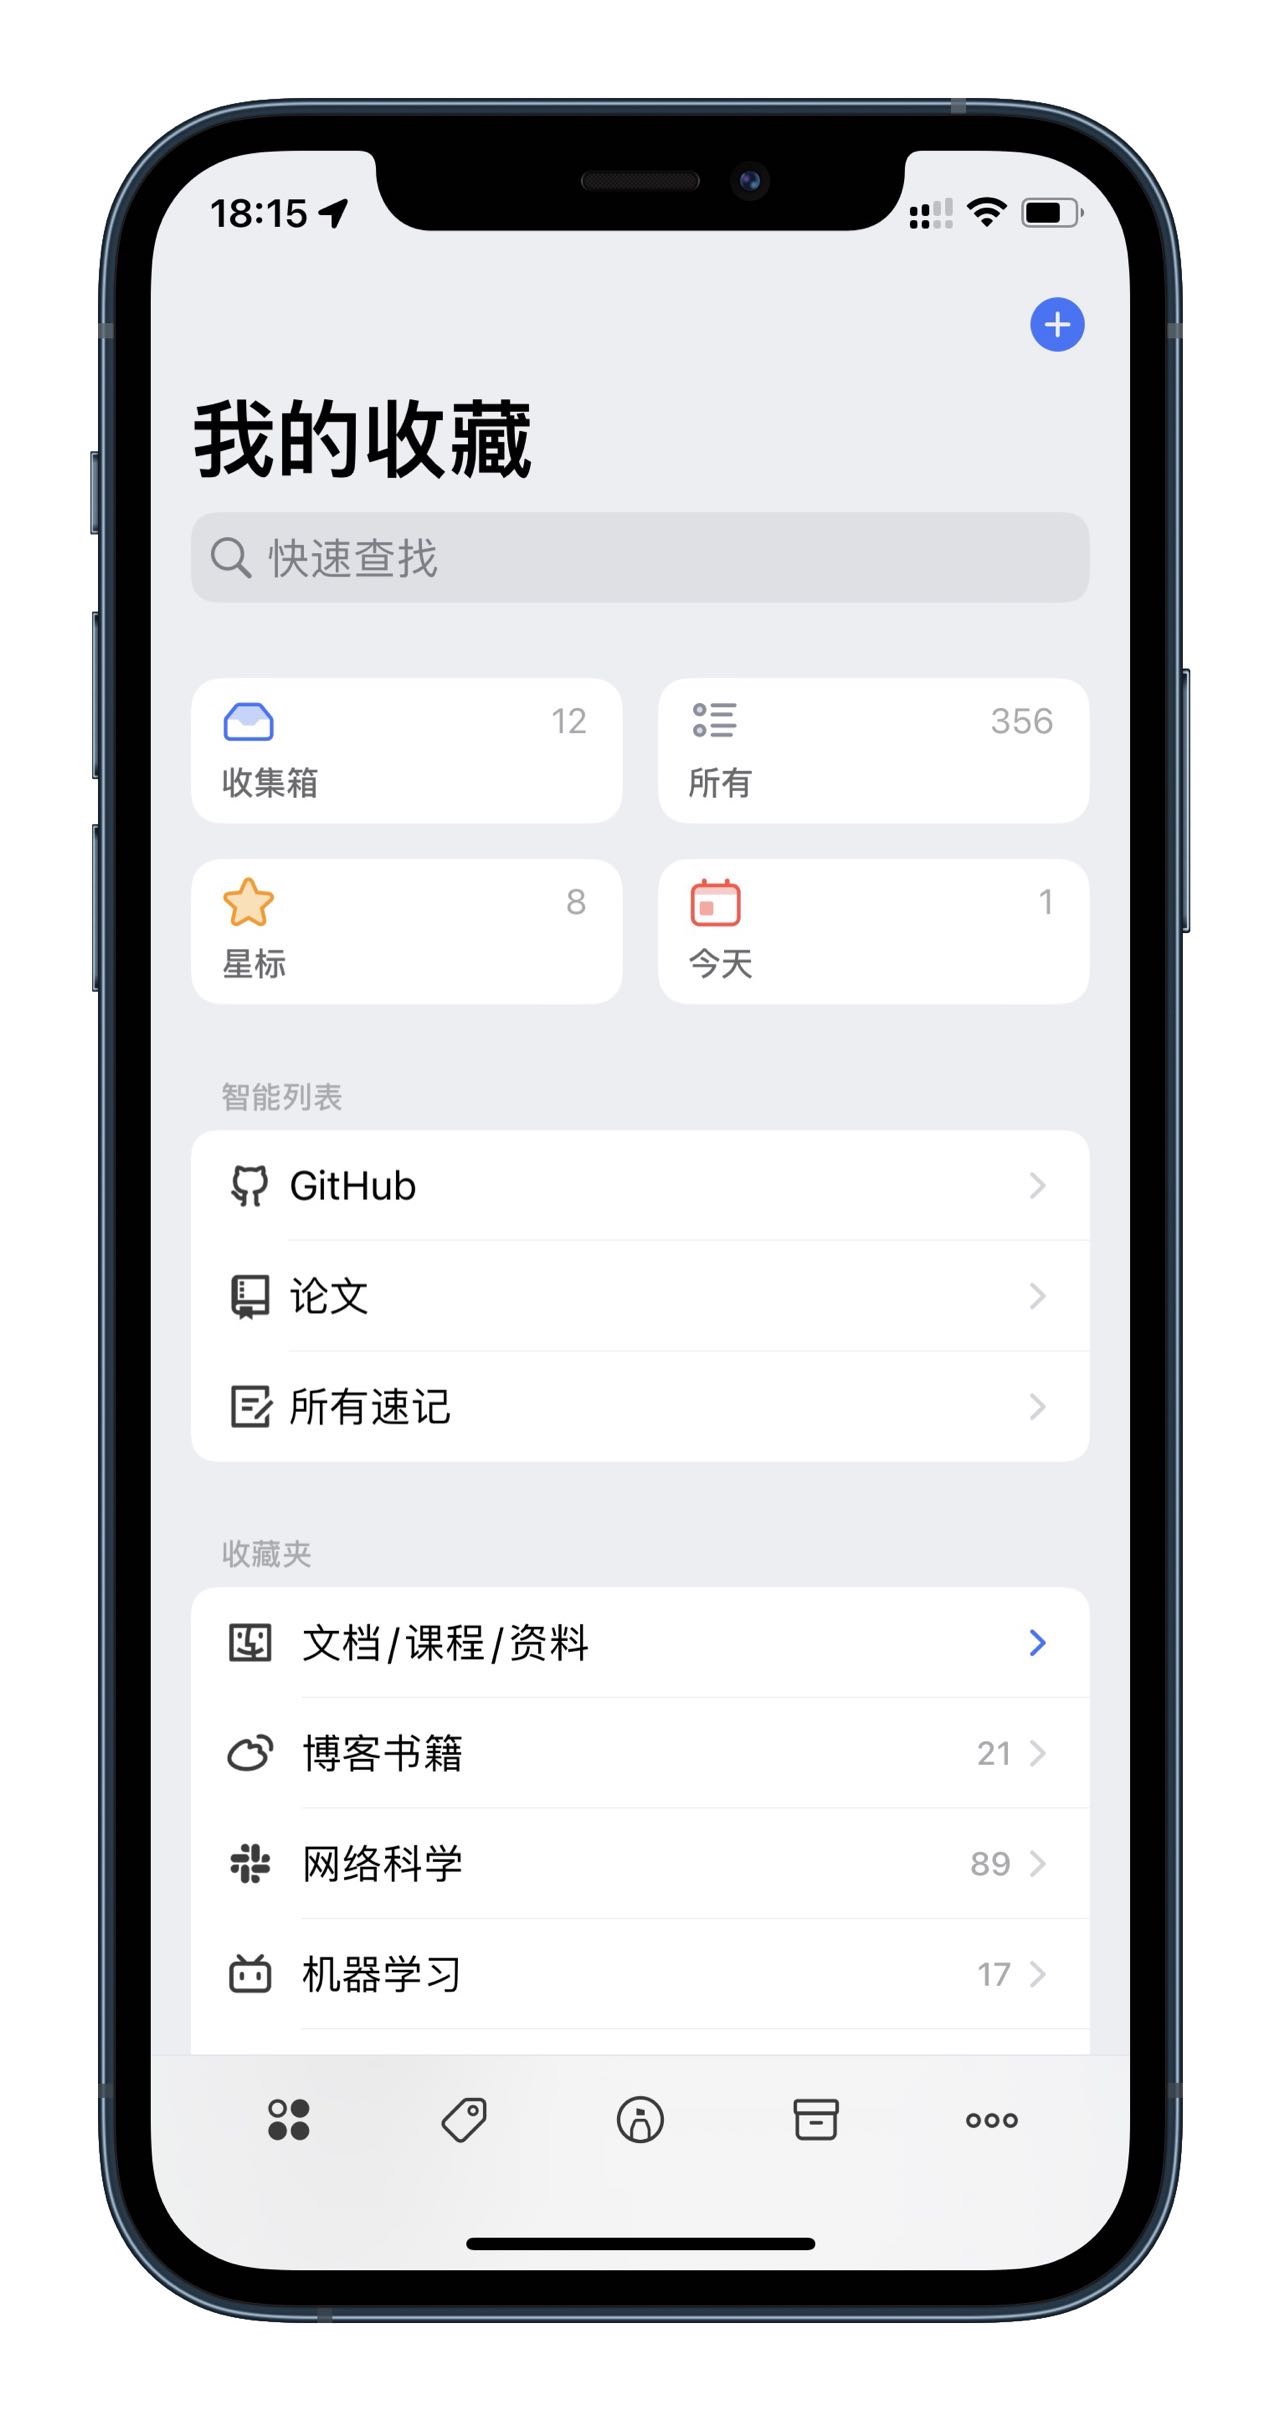 18:15
我的收藏
快速查找
12
收集箱
356
所有
8
星标
1
今天
智能列表
GitHub
论文
所有速记
收藏夹
文档/课程/资料
博客书籍 21
网络科学 89
机器学习 17